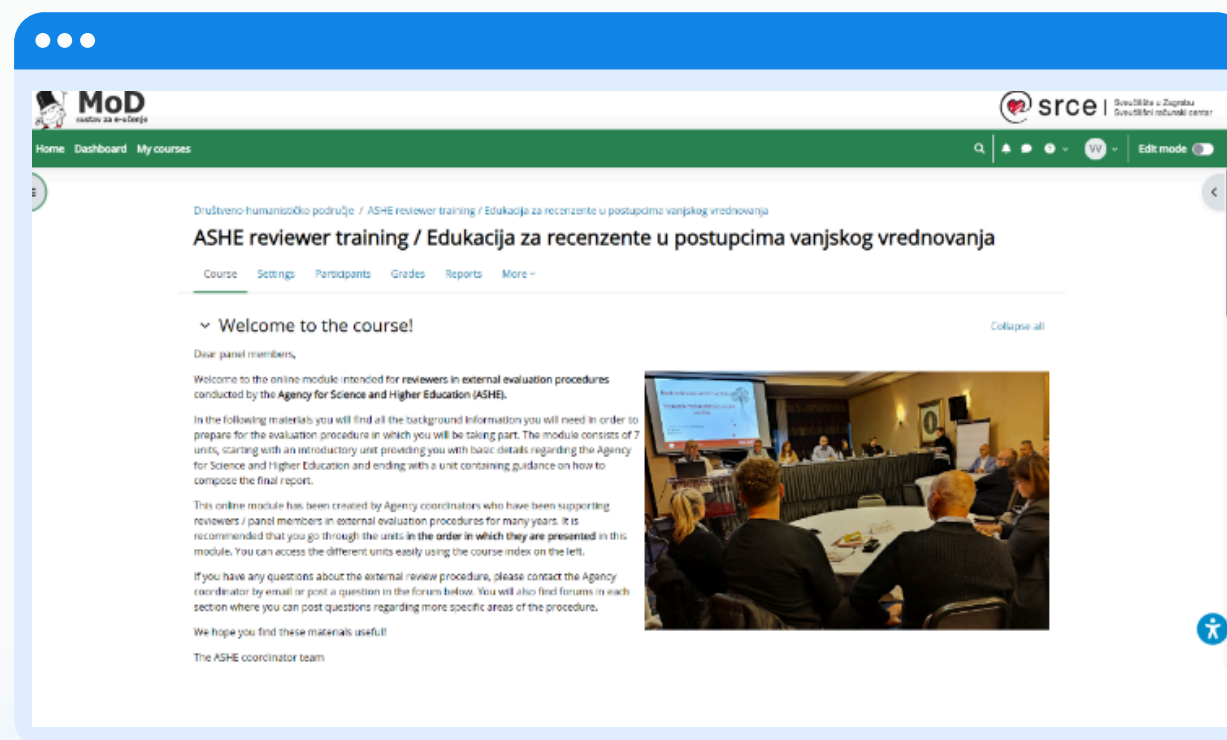 MoD
sustav za e-učenje
srce | Sveučilište u Zagrebu
Sveučilišni računski centar
Home Dashboard My courses
VV Edit mode
Društveno-humanističko područje / ASHE reviewer training / Edukacija za recenzente u postupcima vanjskog vrednovanja
ASHE reviewer training / Edukacija za recenzente u postupcima vanjskog vrednovanja
Course Settings Participants Grades Reports More
Welcome to the course!
Collapse all
Dear panel members,
Welcome to the online module intended for reviewers in external evaluation procedures
conducted by the Agency for Science and Higher Education (ASHE).
In the following materials you will find all the background information you will need in order to
prepare for the evaluation procedure in which you will be taking part. The module consists of 7
units, starting with an introductory unit providing you with basic details regarding the Agency
for Science and Higher Education and ending with a unit containing guidance on how to
compose the final report.
This online module has been created by Agency coordinators who have been supporting
reviewers / panel members in external evaluation procedures for many years. It is
recommended that you go through the units in the order in which they are presented in this
module. You can access the different units easily using the course index on the left.
If you have any questions about the external review procedure, please contact the Agency
coordinator by email or post a question in the forum below. You will also find forums in each
section where you can post questions regarding more specific areas of the procedure.
We hope you find these materials useful!
The ASHE coordinator team